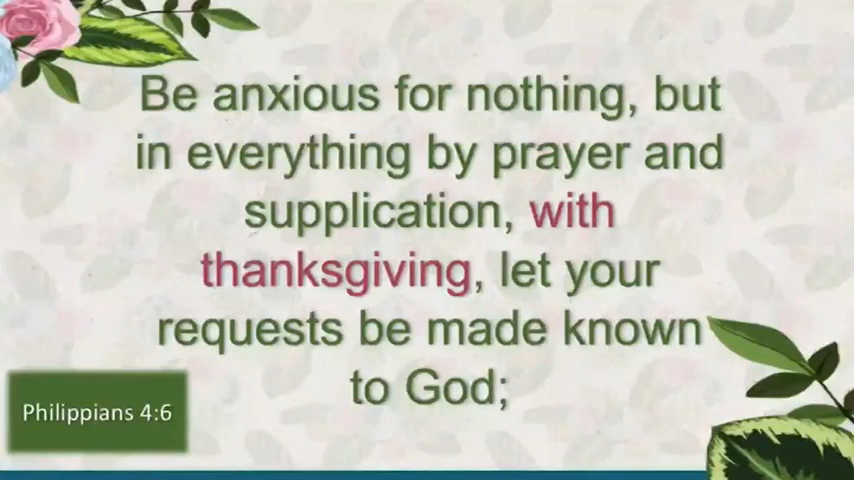 Be anxious for nothing, but
in everything by prayer and
supplication, with
thanksgiving, let your
requests be made known
to God;
Philippians 4:6